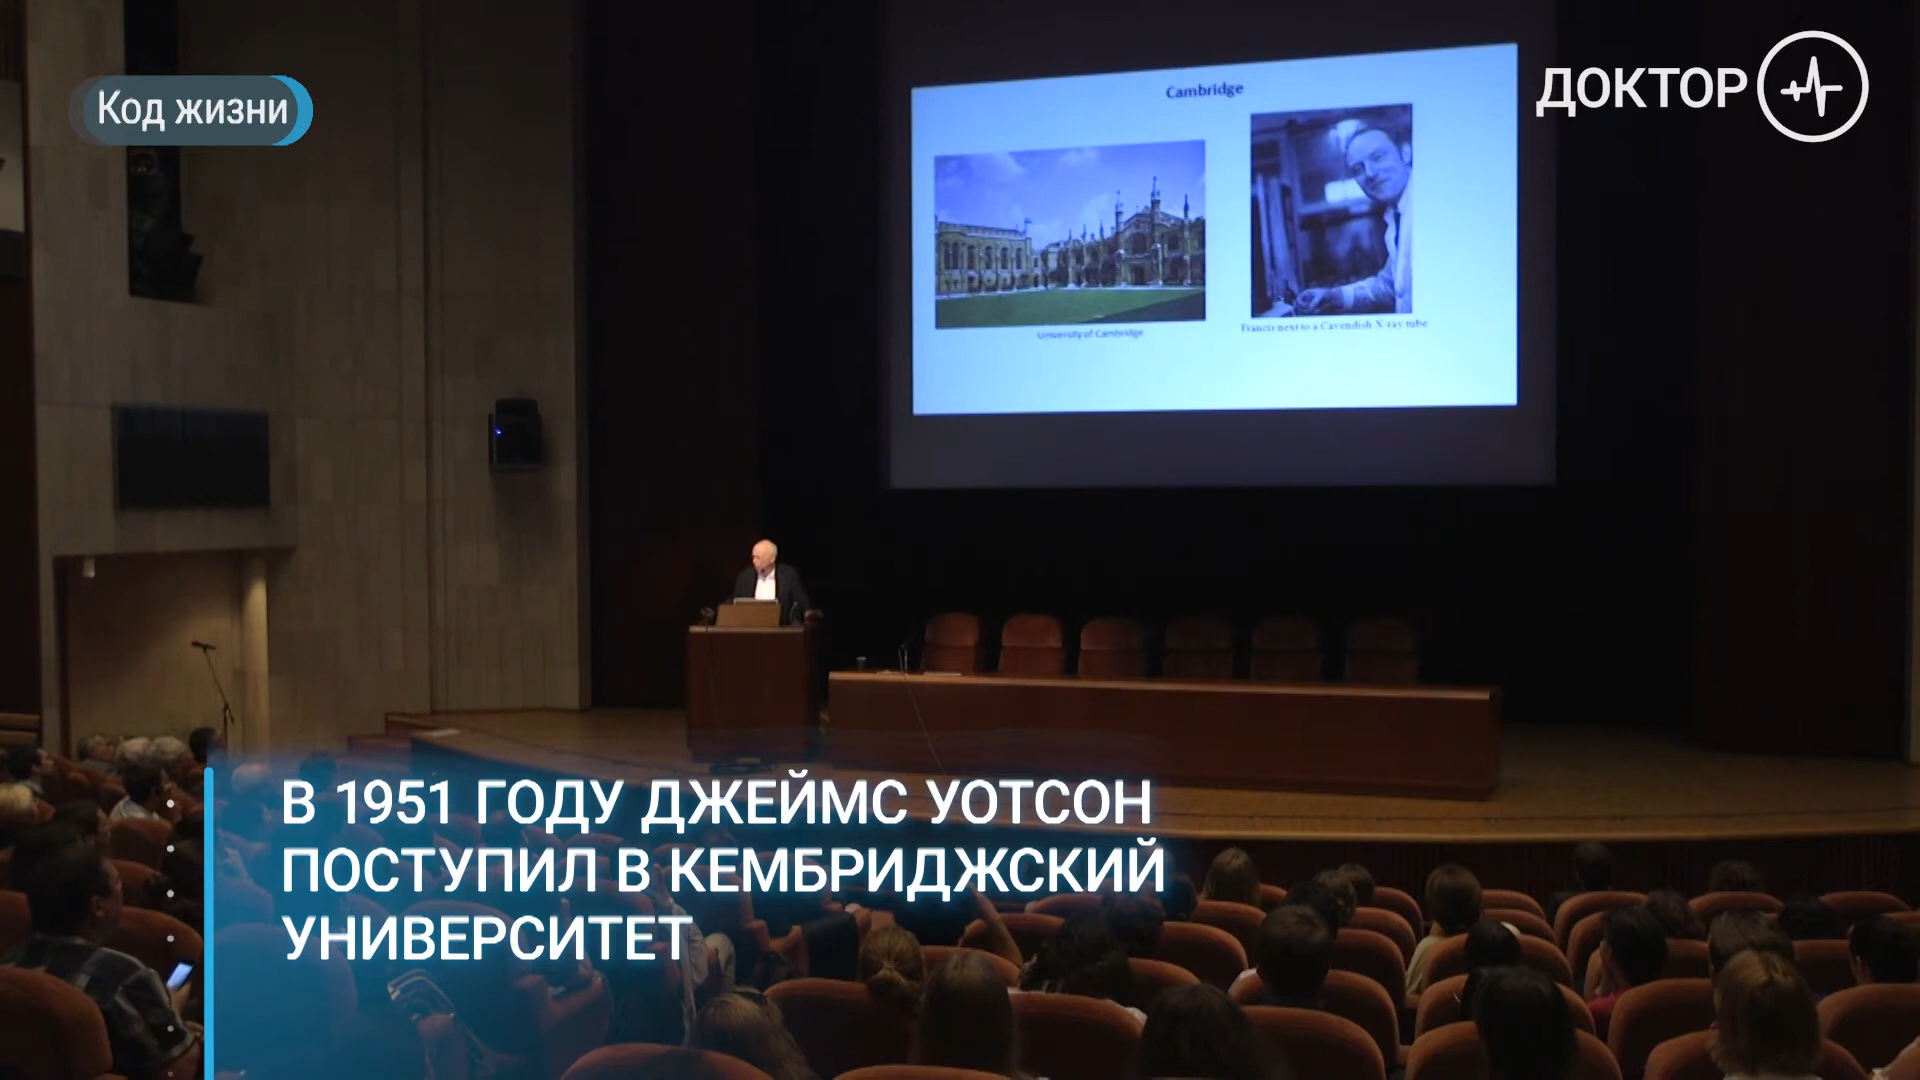 Код жизни
ДОКТОР
Cambridge
University of Cambridge
Francis next to a Cavendish X-ray tube
В 1951 ГОДУ ДЖЕЙМС УОТСОН
ПОСТУПИЛ В КЕМБРИДЖСКИЙ
УНИВЕРСИТЕТ